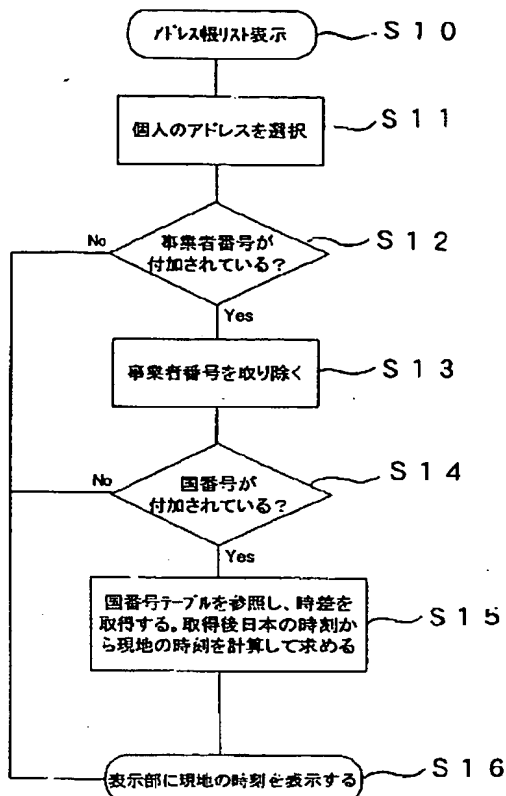 アドレス帳リスト表示
S10
個人のアドレスを選択
S11
事業者番号が
付加されている?
S12
No
Yes
事業者番号を取り除く
S13
国番号が
付加されている?
S14
No
Yes
国番号テーブルを参照し、時差を
取得する。取得後日本の時刻か
ら現地の時刻を計算して求める
S15
表示部に現地の時刻を表示する
S16